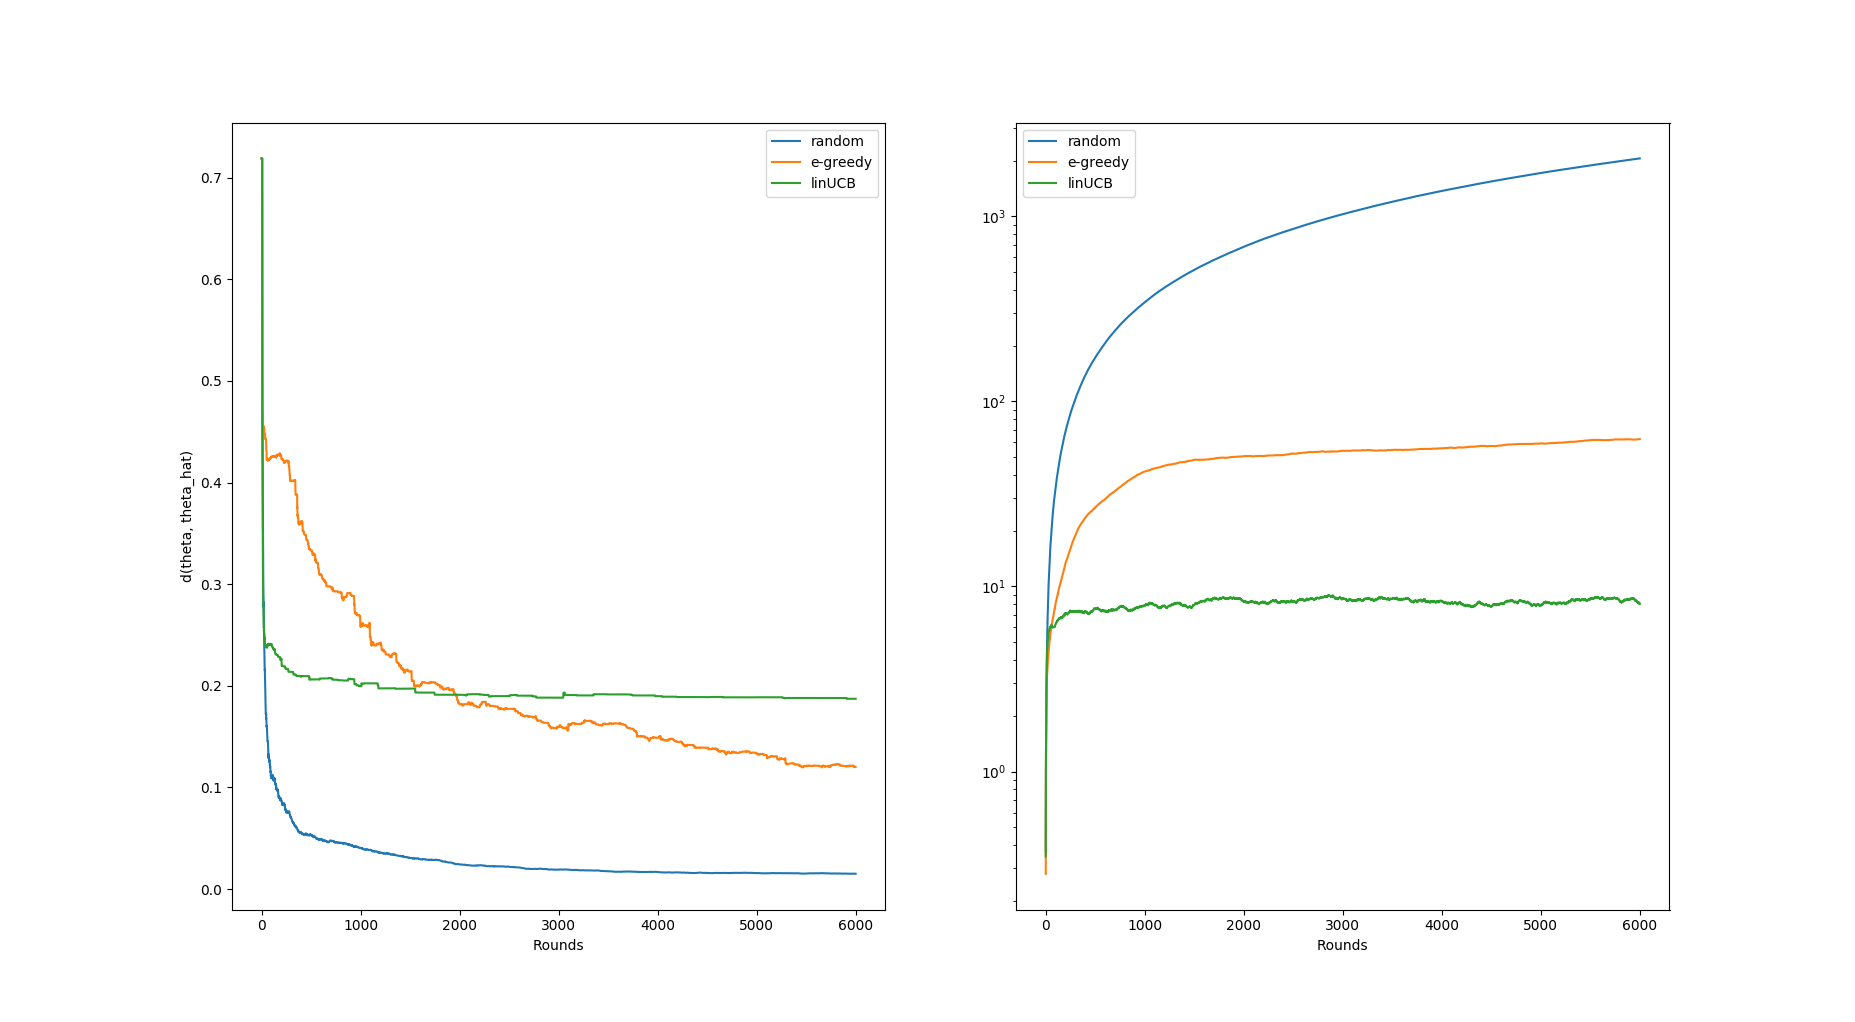 random
e-greedy
linUCB
0.7
0.6
0.5
0.4
0.3
0.2
0.1
0.0
d(theta, theta_hat)
0 1000 2000 3000 4000 5000 6000
Rounds
random
e-greedy
linUCB
10³
10²
10¹
10⁰
0 1000 2000 3000 4000 5000 6000
Rounds